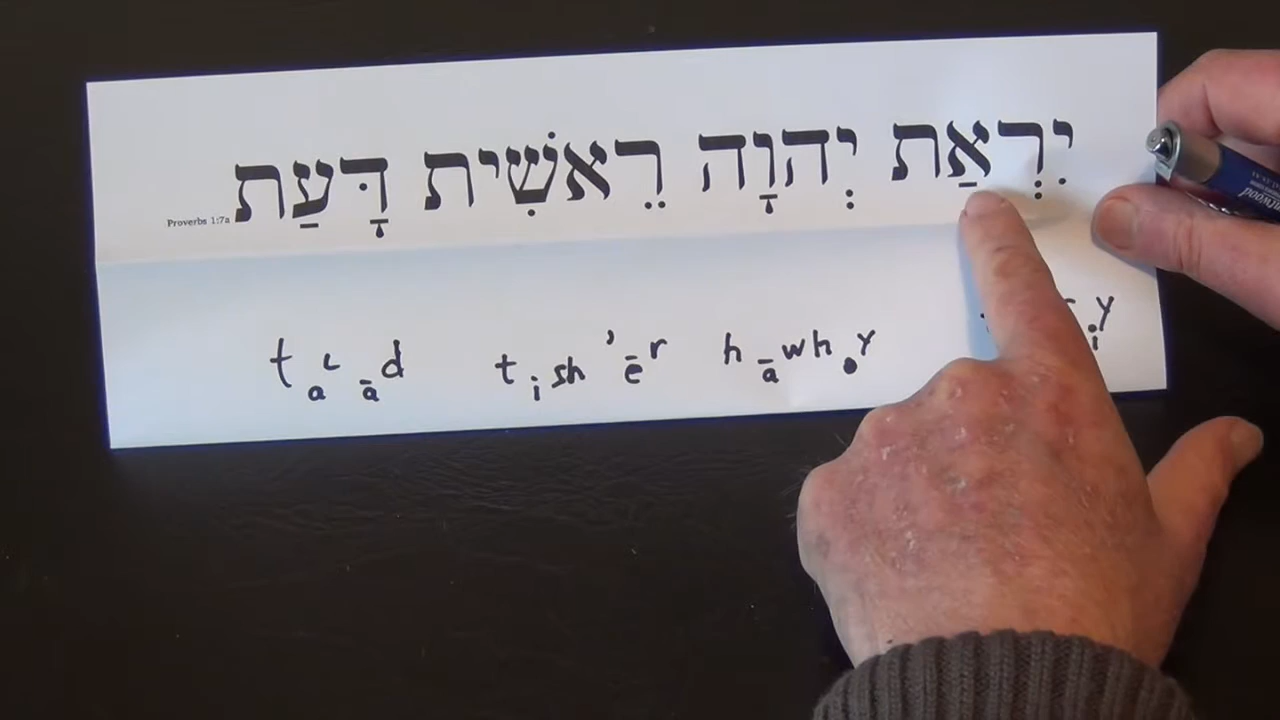 יִרְאַת יְהוָה רֵאשִׁית דָּעַת
Proverbs 1:7a
t a c ā d t i sh ' ē r h ā w h y i y